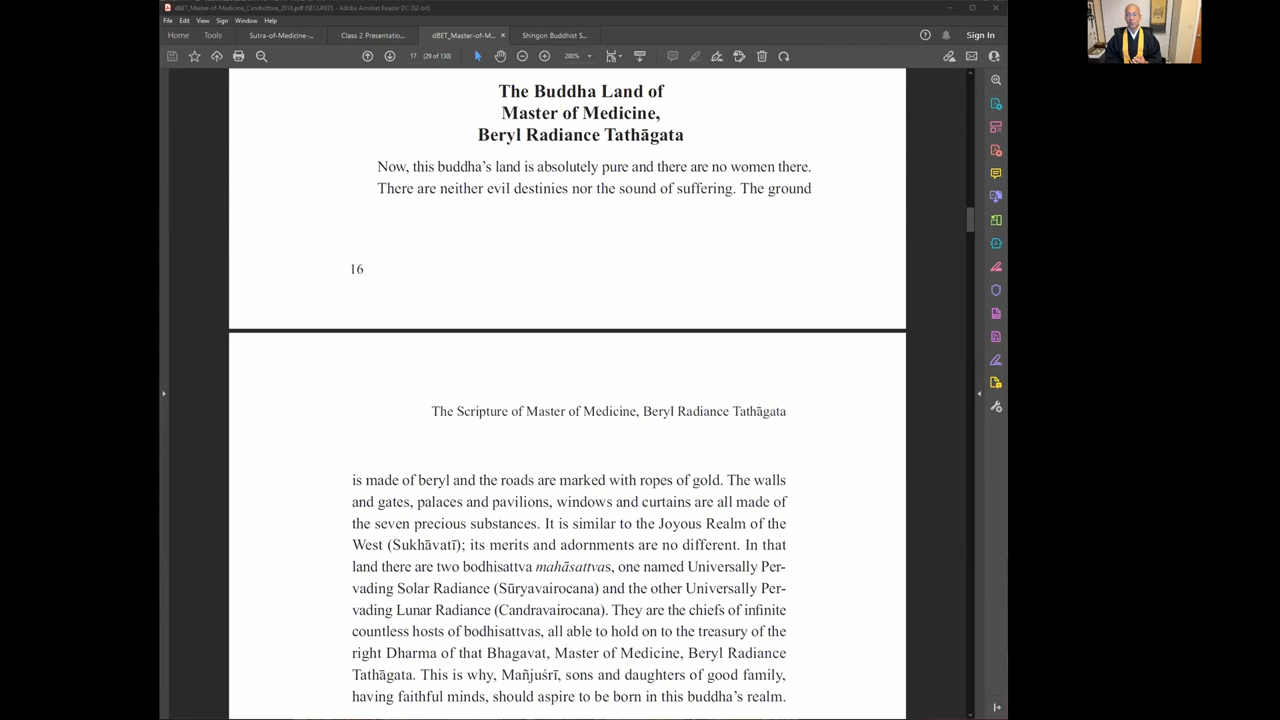 dBET_Master-of-Medicine_Candrottara_2018.pdf (SECURED) - Adobe Acrobat Reader DC (32-bit)
File Edit View Sign Window Help
Home Tools Sutra-of-Medicine-... Class 2 Presentatio... dBET_Master-of-M... × Shingon Buddhist S... Sign In
17 (29 of 130) 200%
The Buddha Land of
Master of Medicine,
Beryl Radiance Tathāgata
Now, this buddha's land is absolutely pure and there are no women there.
There are neither evil destinies nor the sound of suffering. The ground
16
The Scripture of Master of Medicine, Beryl Radiance Tathāgata
is made of beryl and the roads are marked with ropes of gold. The walls
and gates, palaces and pavilions, windows and curtains are all made of
the seven precious substances. It is similar to the Joyous Realm of the
West (Sukhāvatī); its merits and adornments are no different. In that
land there are two bodhisattva mahāsattvas, one named Universally Per-
vading Solar Radiance (Sūryavairocana) and the other Universally Per-
vading Lunar Radiance (Candravairocana). They are the chiefs of infinite
countless hosts of bodhisattvas, all able to hold on to the treasury of the
right Dharma of that Bhagavat, Master of Medicine, Beryl Radiance
Tathāgata. This is why, Mañjuśrī, sons and daughters of good family,
having faithful minds, should aspire to be born in this buddha's realm.